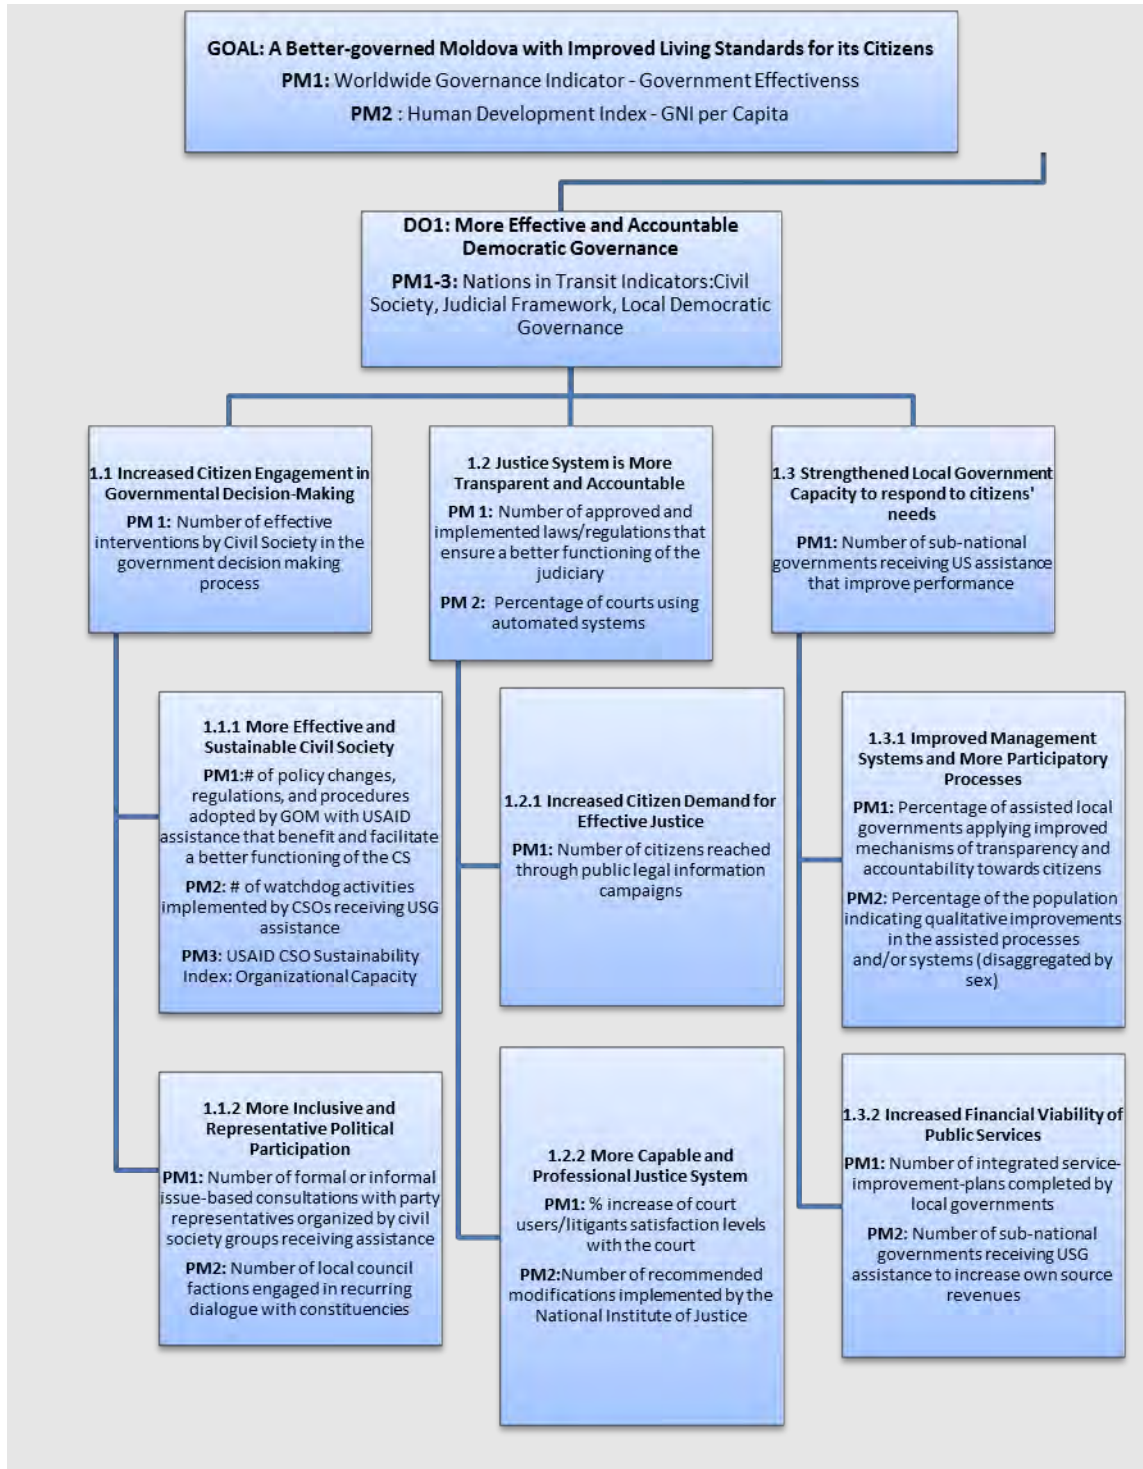 GOAL: A Better-governed Moldova with Improved Living Standards for its Citizens
PM1: Worldwide Governance Indicator - Government Effectivenss
PM2 : Human Development Index - GNI per Capita
DO1: More Effective and Accountable
Democratic Governance
PM1-3: Nations in Transit Indicators:Civil
Society, Judicial Framework, Local Democratic
Governance
1.1 Increased Citizen Engagement in
Governmental Decision-Making
PM 1: Number of effective
interventions by Civil Society in the
government decision making
process
1.2 Justice System is More
Transparent and Accountable
PM 1: Number of approved and
implemented laws/regulations that
ensure a better functioning of the
judiciary
PM 2: Percentage of courts using
automated systems
1.3 Strengthened Local Government
Capacity to respond to citizens'
needs
PM1: Number of sub-national
governments receiving US assistance
that improve performance
1.1.1 More Effective and
Sustainable Civil Society
PM1:# of policy changes,
regulations, and procedures
adopted by GOM with USAID
assistance that benefit and facilitate
a better functioning of the CS
PM2: # of watchdog activities
implemented by CSOs receiving USG
assistance
PM3: USAID CSO Sustainability
Index: Organizational Capacity
1.2.1 Increased Citizen Demand for
Effective Justice
PM1: Number of citizens reached
through public legal information
campaigns
1.3.1 Improved Management
Systems and More Participatory
Processes
PM1: Percentage of assisted local
governments applying improved
mechanisms of transparency and
accountability towards citizens
PM2: Percentage of the population
indicating qualitative improvements
in the assisted processes
and/or systems (disaggregated by
sex)
1.1.2 More Inclusive and
Representative Political
Participation
PM1: Number of formal or informal
issue-based consultations with party
representatives organized by civil
society groups receiving assistance
PM2: Number of local council
factions engaged in recurring
dialogue with constituencies
1.2.2 More Capable and
Professional Justice System
PM1: % increase of court
users/litigants satisfaction levels
with the court
PM2:Number of recommended
modifications implemented by the
National Institute of Justice
1.3.2 Increased Financial Viability of
Public Services
PM1: Number of integrated service-
improvement-plans completed by
local governments
PM2: Number of sub-national
governments receiving USG
assistance to increase own source
revenues